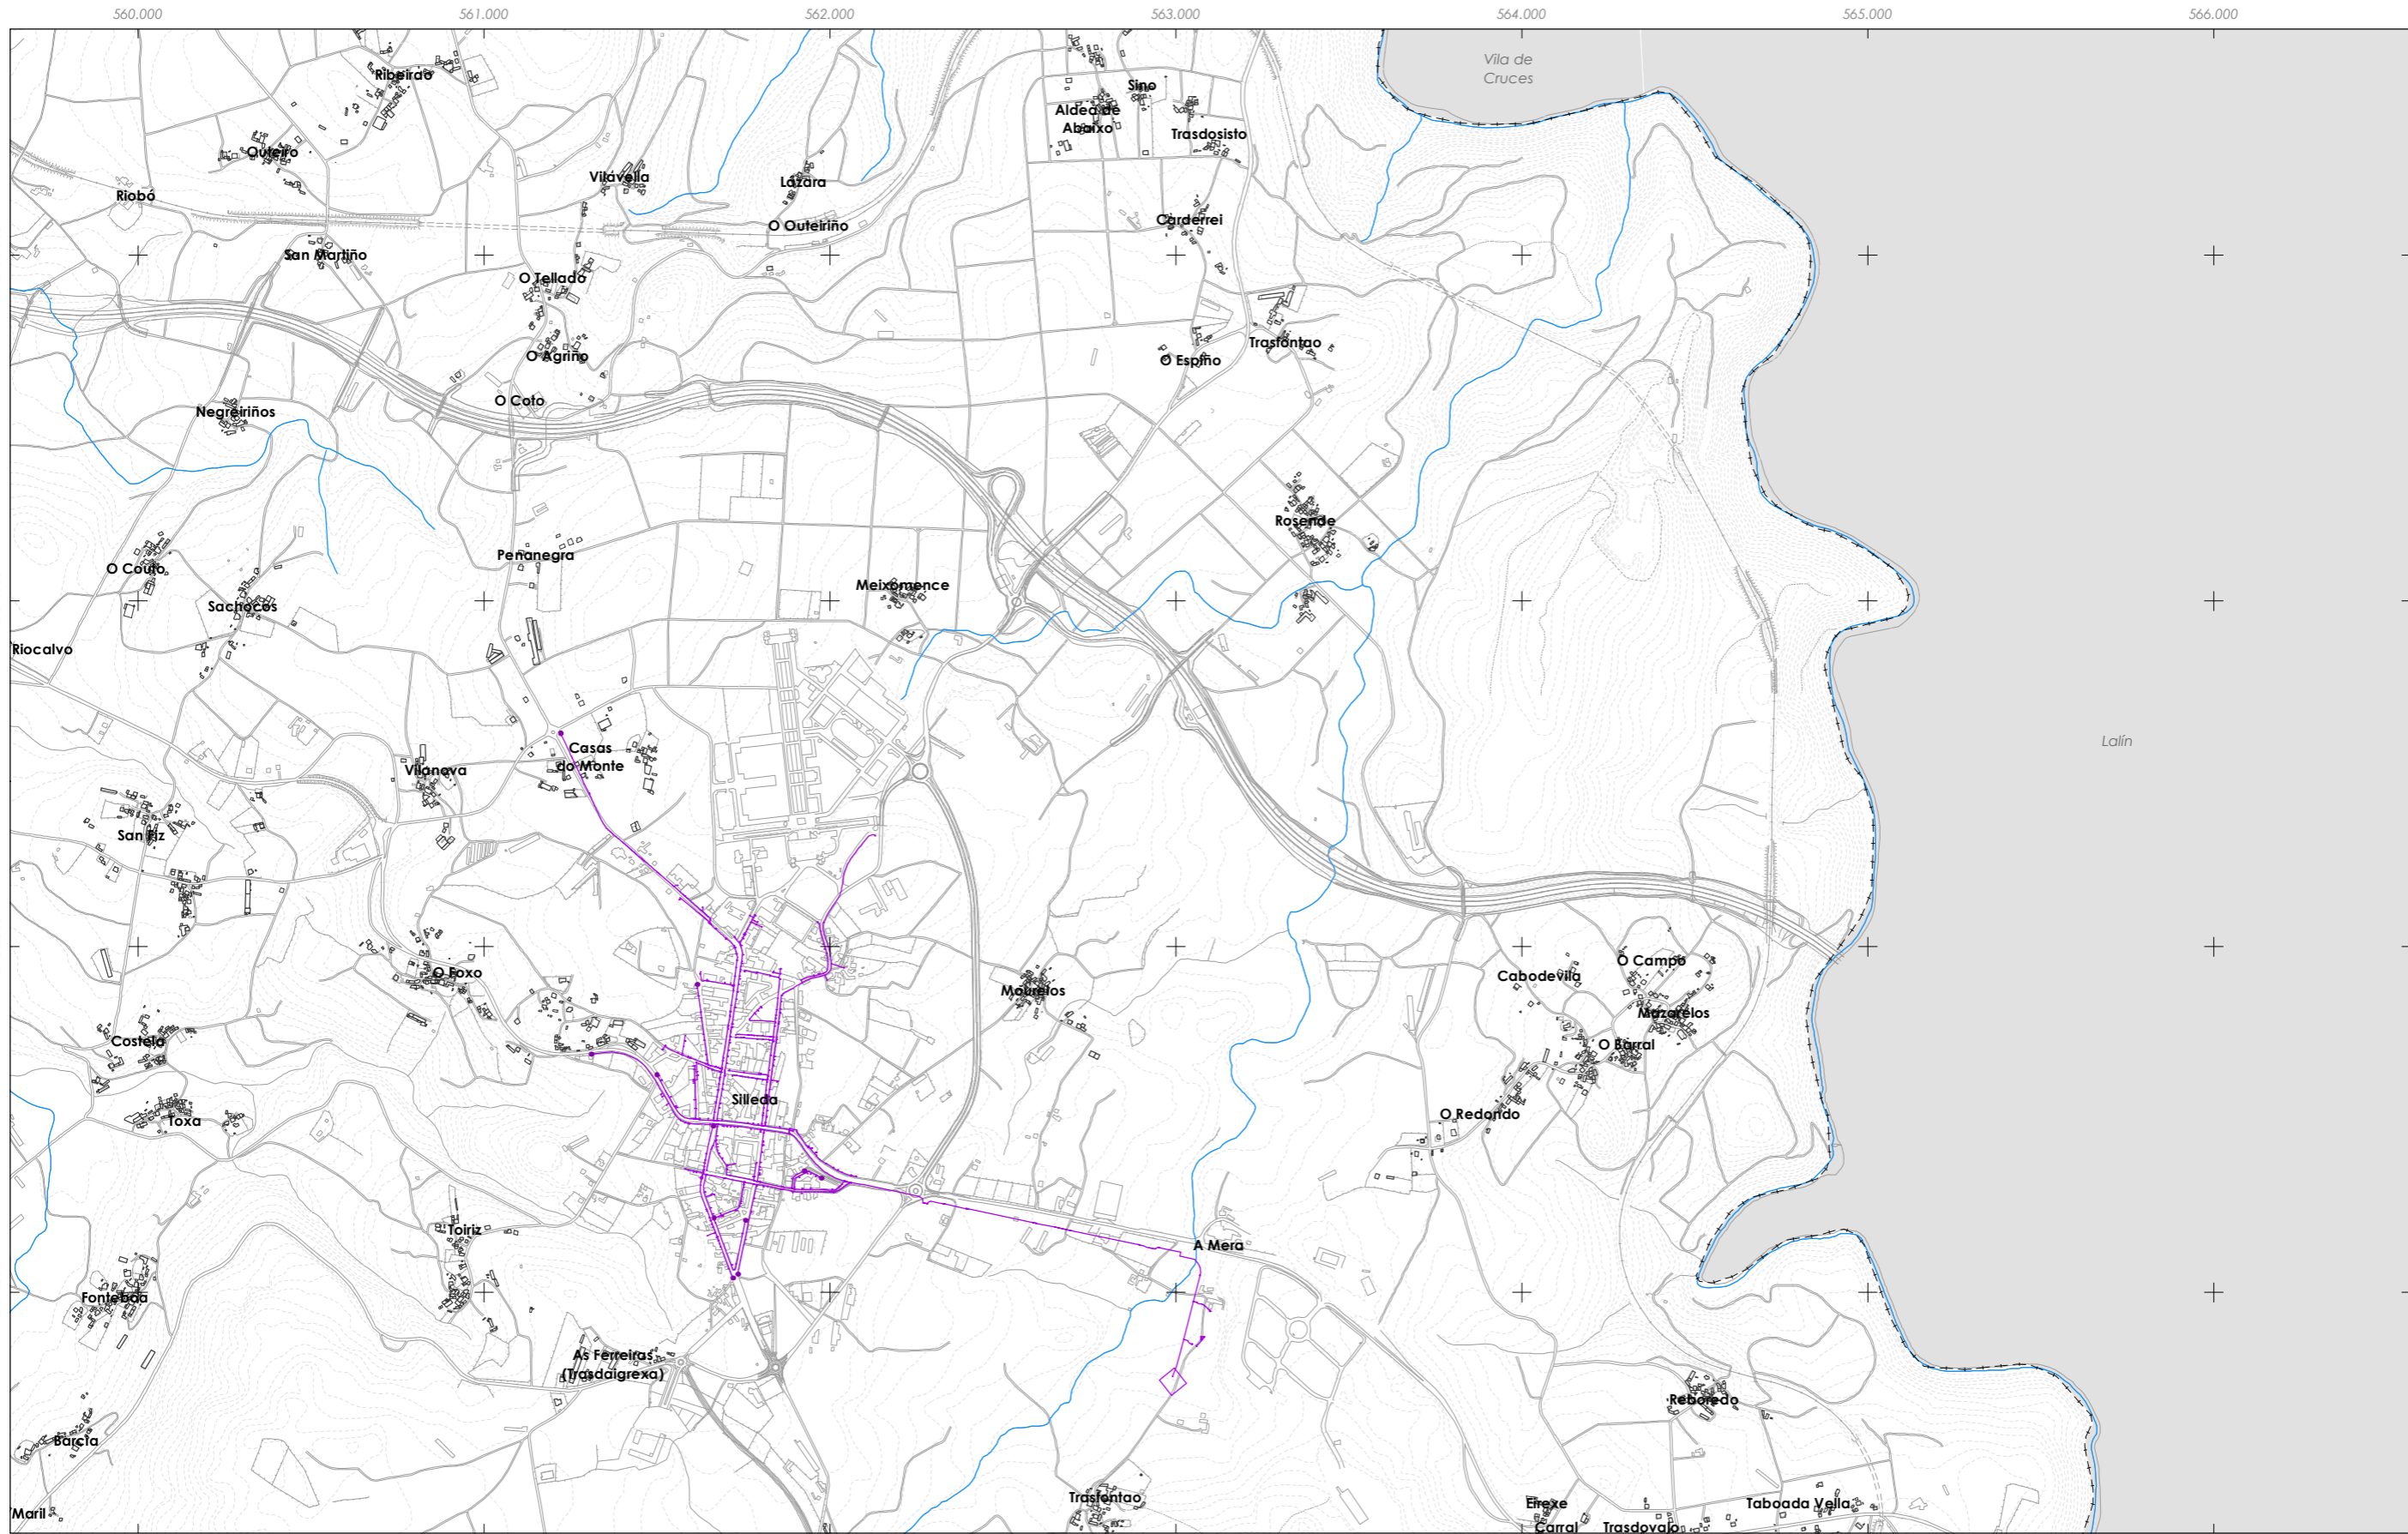 560.000
561.000
562.000
563.000
564.000
565.000
566.000
Vila de
Cruces
Ribeirao
Sino
Aldea de
Abaixo
Trasdosisto
Outeiro
Vilavella
Lázara
Riobó
O Outeiriño
Carderrei
San Martiño
O Tellado
O Agriño
O Espiño
Trasfontao
O Coto
Negreiriños
Rosende
Penanegra
O Couto
Meixomence
Sachocos
Riocalvo
Lalín
Casas
do Monte
Vilanova
San Fiz
O Foxo
Cabodevila
O Campo
Mourelos
Mazarelos
Costela
O Barral
Silleda
Toxa
O Redondo
Toiriz
A Mera
Fonteboa
As Ferreiras
(Trasdaigrexa)
Reboredo
Barcia
Trasfontao
Eirexe
Taboada Vella
Maril
Carral
Trasdovalo